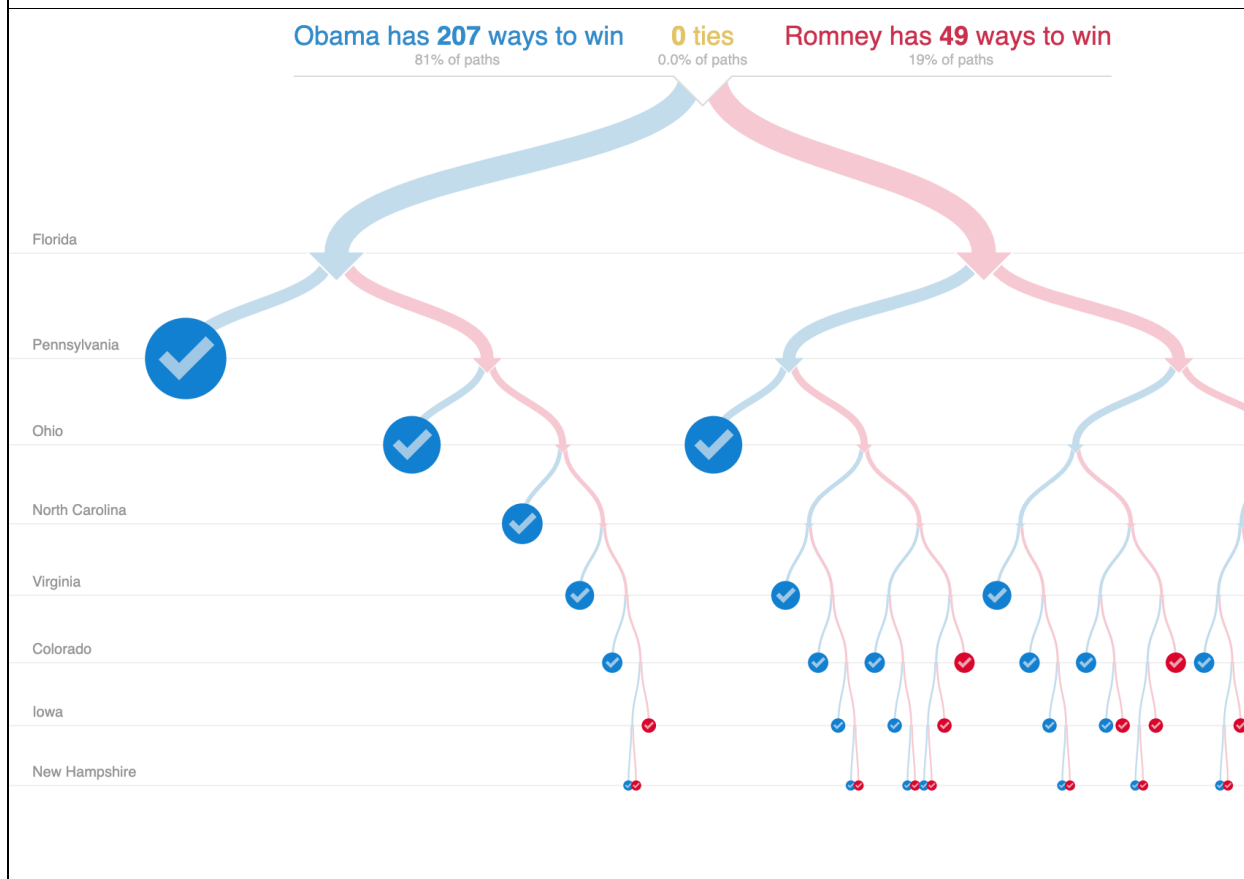 Obama has 207 ways to win 0 ties Romney has 49 ways to win
81% of paths 0.0% of paths 19% of paths
Florida
Pennsylvania
Ohio
North Carolina
Virginia
Colorado
Iowa
New Hampshire